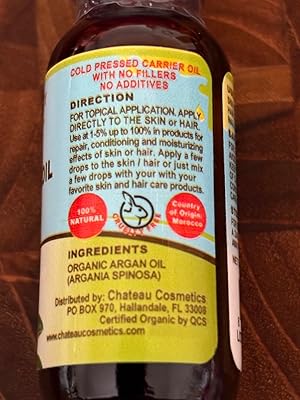 COLD PRESSED CARRIER OIL
WITH NO FILLERS
NO ADDITIVES
DIRECTION
FOR TOPICAL APPLICATION, APPLY
DIRECTLY TO THE SKIN or HAIR.
Use at 1-5% up to 100% in products for
repair, conditioning and moisturizing
effects of skin or hair. Apply a few
drops to the skin / hair or just mix
a few drops with your with your
favorite skin and hair care products.
100%
NATURAL
CRUELTY FREE
Country
of Origin:
Morocco
INGREDIENTS
ORGANIC ARGAN OIL
(ARGANIA SPINOSA)
Distributed by: Chateau Cosmetics
PO BOX 970, Hallandale, FL 33008
Certified Organic by QCS
www.chateaucosmetics.com
OIL